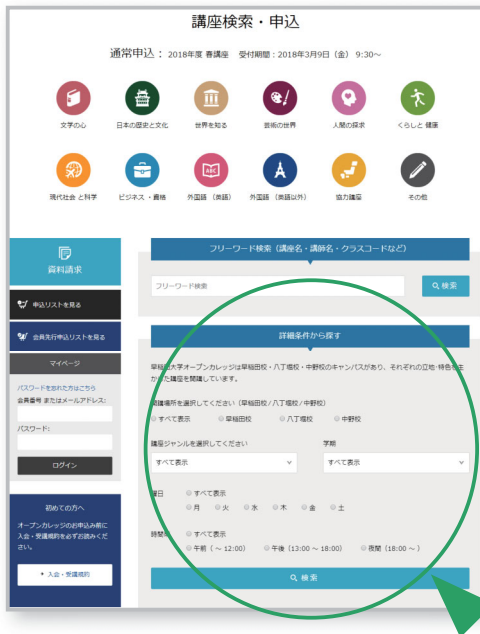 講座検索・申込
通常申込： 2018年度 春講座　受付期間：2018年3月9日（金） 9:30～
文学の心
日本の歴史と文化
世界を知る
芸術の世界
人間の探求
くらしと 健康
現代社会 と科学
ビジネス・資格
ABC
外国語 （英語）
外国語 （英語以外）
協力講座
その他
資料請求
申込リストを見る
会員先行申込リストを見る
マイページ
パスワードを忘れた方はこちら
会員番号 またはメールアドレス:
パスワード:
ログイン
初めての方へ
オープンカレッジのお申込み前に
入会・受講規約を必ずお読みくだ
さい。
入会・受講規約
フリーワード検索（講座名・講師名・クラスコードなど）
フリーワード検索
検索
詳細条件から探す
早稲田大学オープンカレッジは早稲田校・八丁堀校・中野校のキャンパスがあり、それぞれの立地･特色を生
かした講座を開講しています。
開講場所を選択してください（早稲田校/八丁堀校/中野校）
すべて表示　早稲田校　八丁堀校　中野校
講座ジャンルを選択してください　学期
すべて表示　すべて表示
曜日　すべて表示
月　火　水　木　金　土
時間帯　すべて表示
午前（ ～ 12:00）　午後（13:00 ～ 18:00）　夜間（18:00 ～ ）
検索